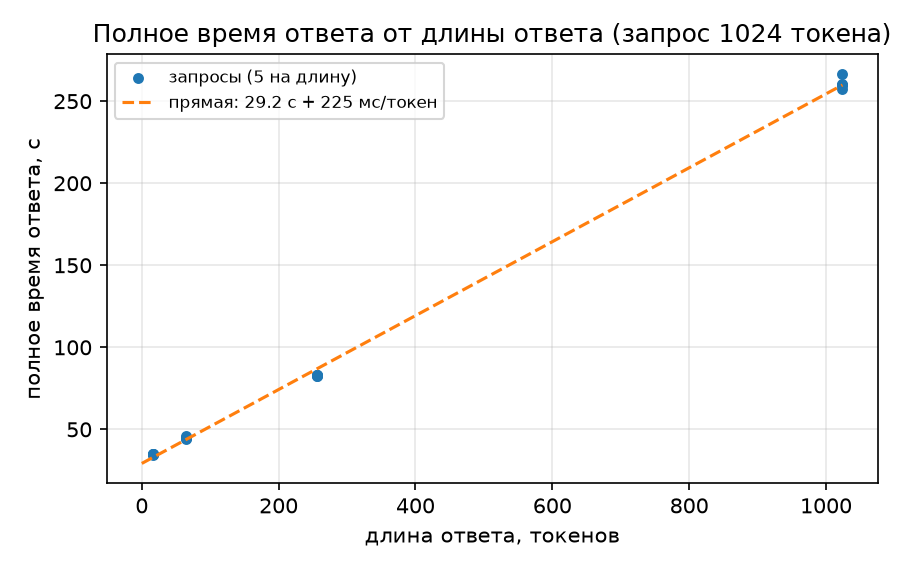 Полное время ответа от длины ответа (запрос 1024 токена)
запросы (5 на длину)
прямая: 29.2 с + 225 мс/токен
полное время ответа, с
250
200
150
100
50
0 200 400 600 800 1000
длина ответа, токенов